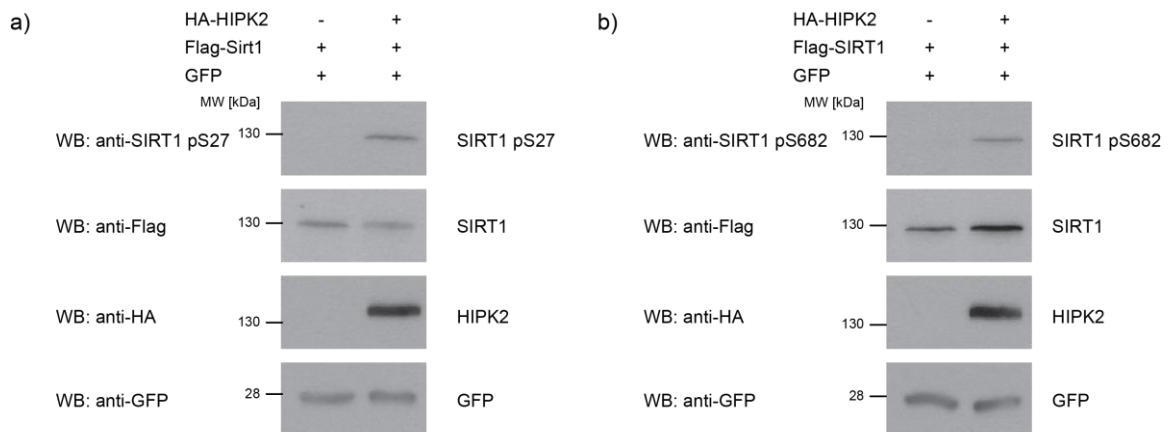 a)
HA-HIPK2 - +
Flag-Sirt1 + +
GFP + +
MW [kDa]
WB: anti-SIRT1 pS27 130 SIRT1 pS27
WB: anti-Flag 130 SIRT1
WB: anti-HA 130 HIPK2
WB: anti-GFP 28 GFP
b)
HA-HIPK2 - +
Flag-SIRT1 + +
GFP + +
MW [kDa]
WB: anti-SIRT1 pS682 130 SIRT1 pS682
WB: anti-Flag 130 SIRT1
WB: anti-HA 130 HIPK2
WB: anti-GFP 28 GFP